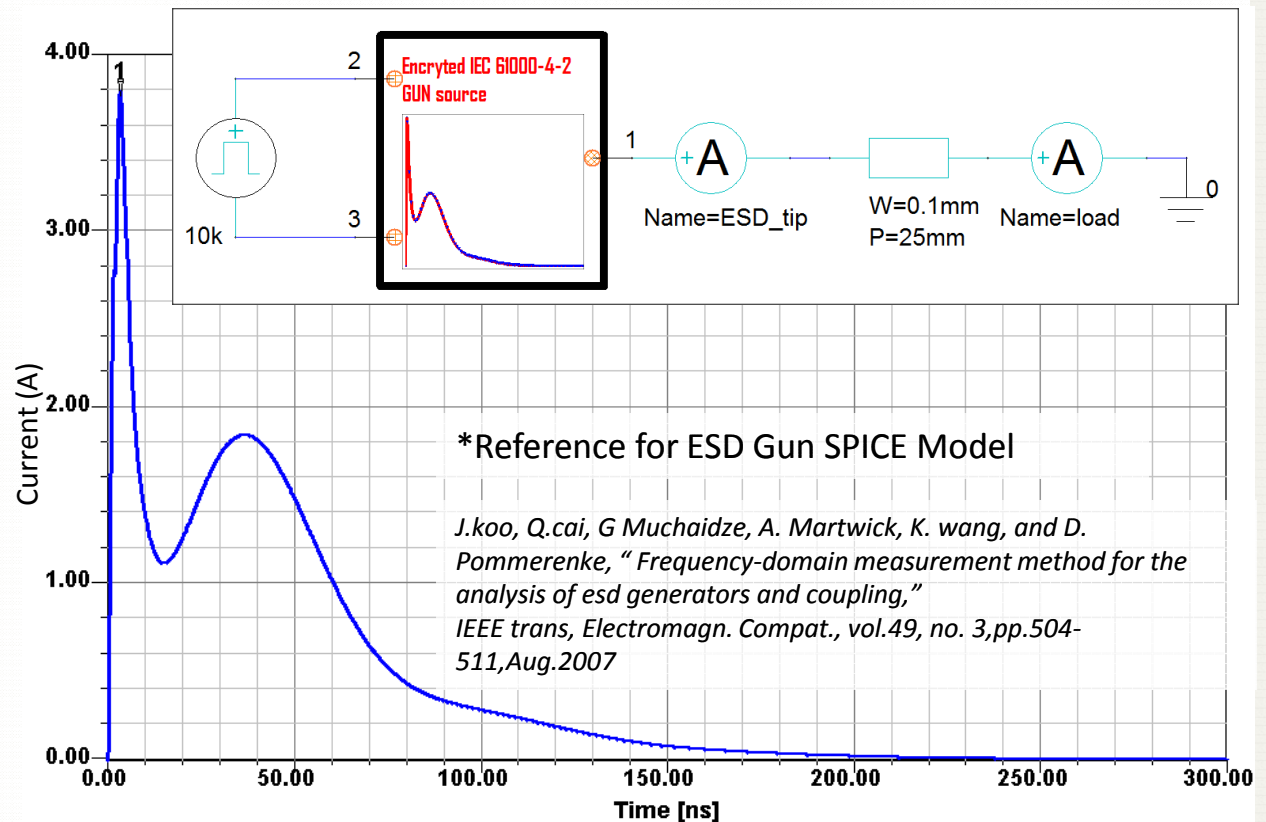 4.00
3.00
2.00
1.00
0.00
Current (A)
1
2
3
10k
Encryted IEC 61000-4-2
GUN source
1
A
Name=ESD_tip
W=0.1mm
P=25mm
A
Name=load
0
*Reference for ESD Gun SPICE Model
J.koo, Q.cai, G Muchaidze, A. Martwick, K. wang, and D.
Pommerenke, “ Frequency-domain measurement method for the
analysis of esd generators and coupling,”
IEEE trans, Electromagn. Compat., vol.49, no. 3,pp.504-
511,Aug.2007
0.00 50.00 100.00 150.00 200.00 250.00 300.00
Time [ns]